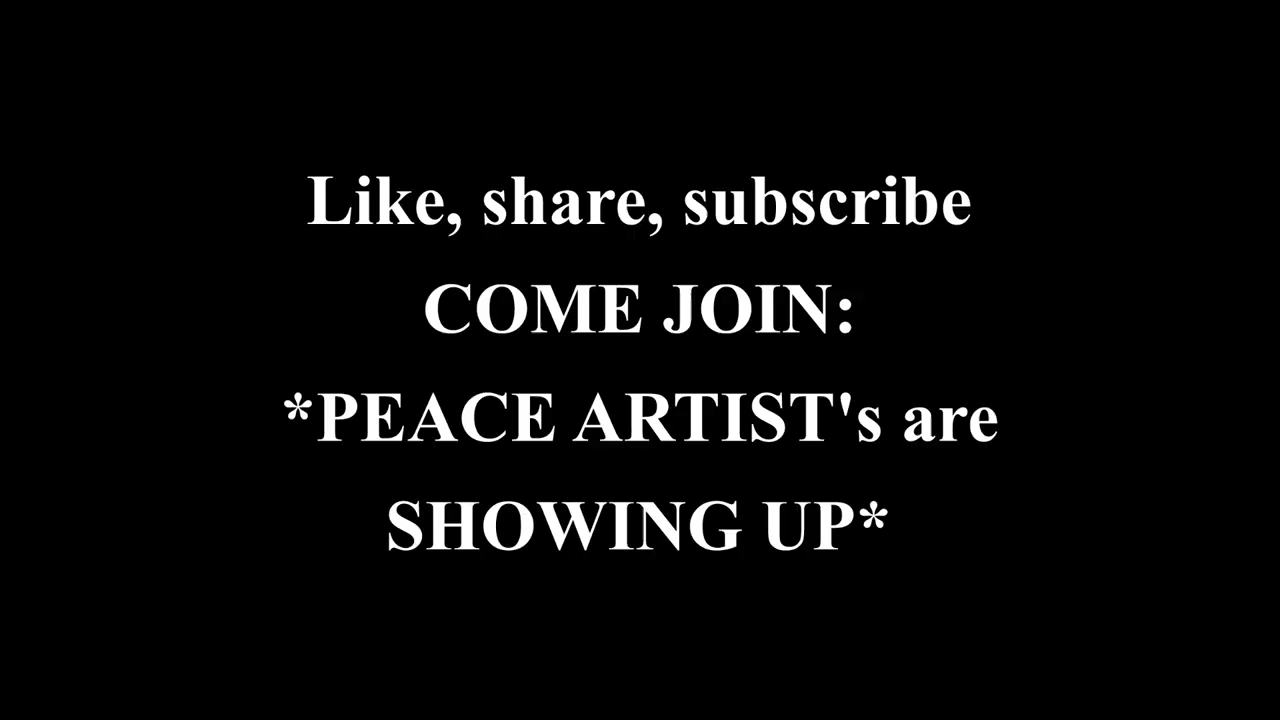 Like, share, subscribe
COME JOIN:
*PEACE ARTIST's are
SHOWING UP*